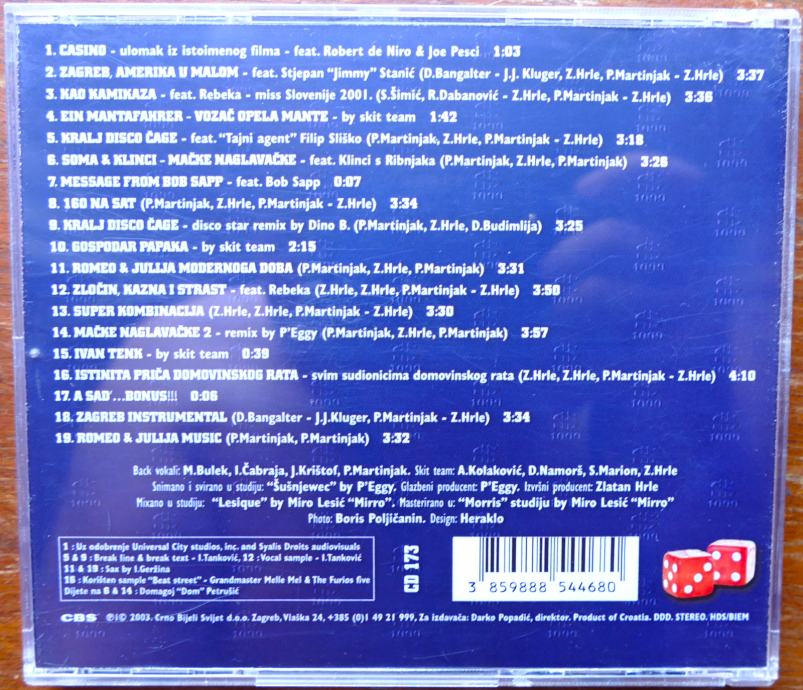 1. CASINO - ulomak iz istoimenog filma - feat. Robert de Niro & Joe Pesci 1:03
2. ZAGREB, AMERIKA U MALOM - feat. Stjepan "Jimmy" Stanić (D.Bangalter - J.J. Kluger, Z.Hrle, P.Martinjak - Z.Hrle) 3:37
3. KAO KAMIKAZA - feat. Rebeka - miss Slovenije 2001. (S.Šimić, R.Dabanović - Z.Hrle, P.Martinjak - Z.Hrle) 3:36
4. EIN MANTAFAHRER - VOZAČ OPELA MANTE - by skit team 1:42
5. KRALJ DISCO ČAGE - feat. "Tajni agent" Filip Sliško (P.Martinjak, Z.Hrle, P.Martinjak - Z.Hrle) 3:18
6. SOMA & KLINCI - MAČKE NAGLAVAČKE - feat. Klinci s Ribnjaka (P.Martinjak, Z.Hrle, P.Martinjak) 3:26
7. MESSAGE FROM BOB SAPP - feat. Bob Sapp 0:07
8. 160 NA SAT (P.Martinjak, Z.Hrle, P.Martinjak - Z.Hrle) 3:34
9. KRALJ DISCO ČAGE - disco star remix by Dino B. (P.Martinjak, Z.Hrle, D.Budimlija) 3:25
10. GOSPODAR PAPAKA - by skit team 2:15
11. ROMEO & JULIJA MODERNOGA DOBA (P.Martinjak, Z.Hrle, P.Martinjak) 3:31
12. ZLOČIN, KAZNA I STRAST - feat. Rebeka (Z.Hrle, Z.Hrle, P.Martinjak - Z.Hrle) 3:50
13. SUPER KOMBINACIJA (Z.Hrle, Z.Hrle, P.Martinjak - Z.Hrle) 3:30
14. MAČKE NAGLAVAČKE 2 - remix by P'Eggy (P.Martinjak, Z.Hrle, P.Martinjak) 3:57
15. IVAN TENK - by skit team 0:39
16. ISTINITA PRIČA DOMOVINSKOG RATA - svim sudionicima domovinskog rata (Z.Hrle, Z.Hrle, P.Martinjak - Z.Hrle) 4:10
17. A SAD'...BONUS!!! 0:06
18. ZAGREB INSTRUMENTAL (D.Bangalter - J.J.Kluger, P.Martinjak - Z.Hrle) 3:34
19. ROMEO & JULIJA MUSIC (P.Martinjak, P.Martinjak) 3:32
Back vokali: M.Bulek, I.Čabraja, J.Krištof, P.Martinjak. Skit team: A.Kolaković, D.Namorš, S.Marion, Z.Hrle
Snimano i svirano u studiju: "Šušnjewec" by P'Eggy. Glazbeni producent: P'Eggy. Izvršni producent: Zlatan Hrle
Mixano u studiju: "Lesique" by Miro Lesić "Mirro". Masterirano u: "Morris" studiju by Miro Lesić "Mirro"
Photo: Boris Poljičanin. Design: Heraklo
1 : Uz odobrenje Universal City studios, inc. and Syalis Droits audiovisuals
5 & 9 : Break line & break text - I.Tanković, 12 : Vocal sample - I.Tanković
11 & 19 : Sax by I.Geržina
16 : Korišten sample "Beat street" - Grandmaster Melle Mel & The Furios five
Dijete na 6 & 14 : Domagoj "Dom" Petrušić
CD 173
3 859888 544680
CBS ℗i© 2003. Crno Bijeli Svijet d.o.o. Zagreb, Vlaška 24, +385 (0)1 49 21 999, Za izdavača: Darko Popadić, direktor. Product of Croatia. DDD. STEREO. HDS/BIEM